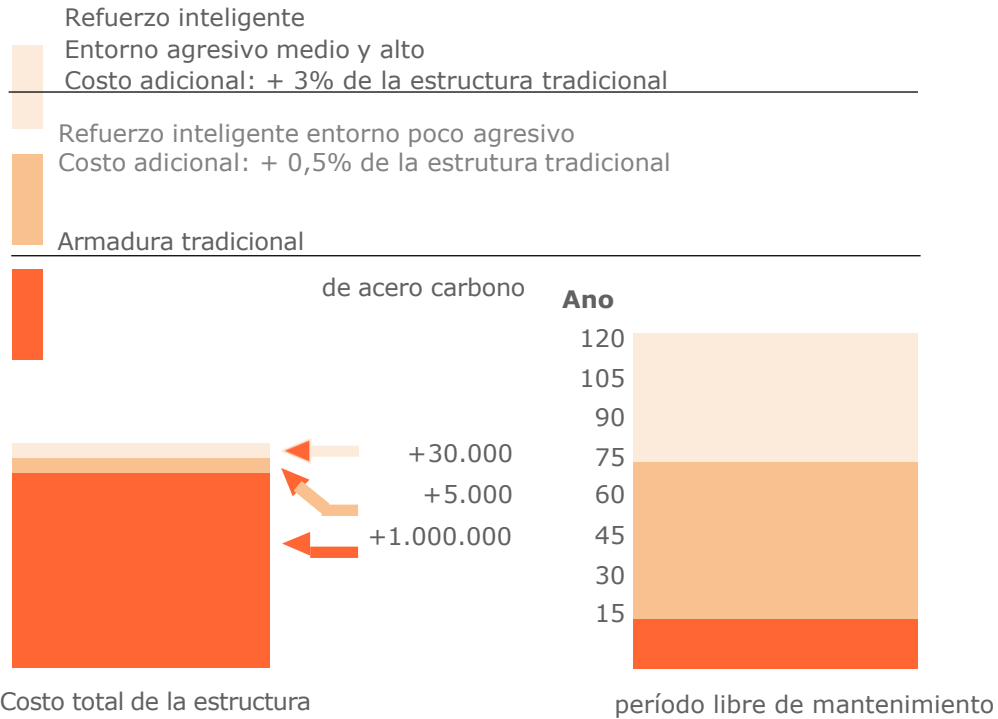 Refuerzo inteligente
Entorno agresivo medio y alto
Costo adicional: + 3% de la estructura tradicional
Refuerzo inteligente entorno poco agresivo
Costo adicional: + 0,5% de la estrutura tradicional
Armadura tradicional
de acero carbono
Ano
120
105
90
75
60
45
30
15
+30.000
+5.000
+1.000.000
Costo total de la estructura
período libre de mantenimiento